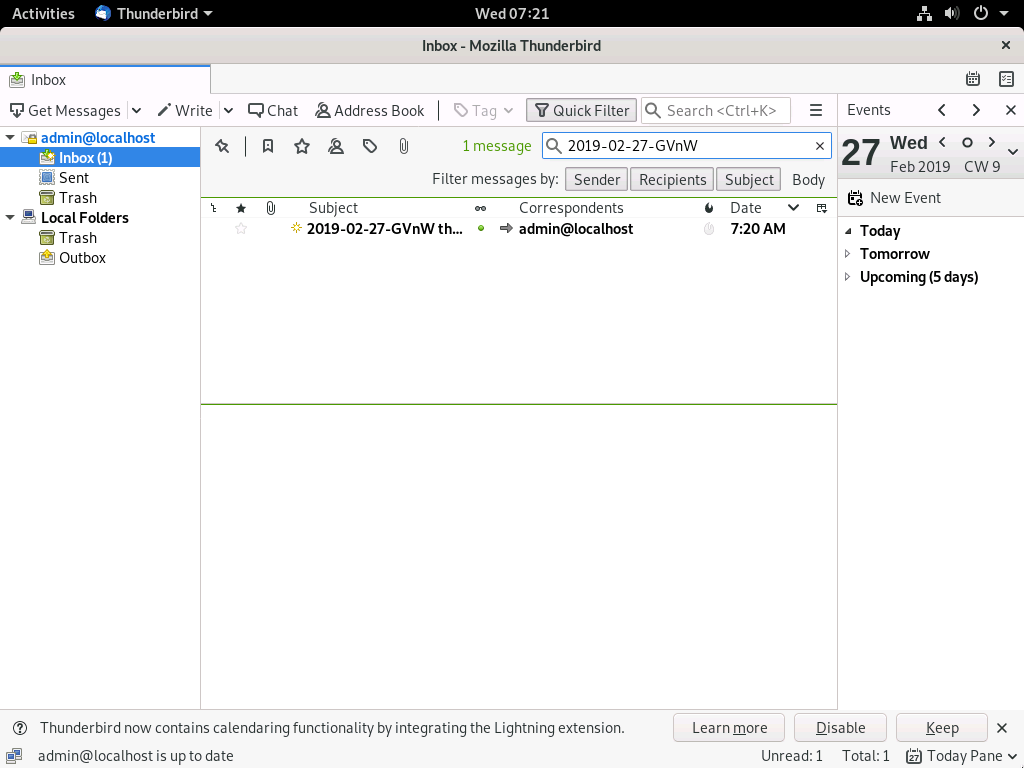 Activities Thunderbird Wed 07:21
Inbox - Mozilla Thunderbird
Inbox
Get Messages Write Chat Address Book Tag Quick Filter Search <Ctrl+K>
Events
admin@localhost
Inbox (1)
Sent
Trash
Local Folders
Trash
Outbox
1 message 2019-02-27-GVnW
Filter messages by: Sender Recipients Subject Body
Subject Correspondents Date
2019-02-27-GVnW th... admin@localhost 7:20 AM
27 Wed
Feb 2019 CW 9
New Event
Today
Tomorrow
Upcoming (5 days)
Thunderbird now contains calendaring functionality by integrating the Lightning extension. Learn more Disable Keep
admin@localhost is up to date Unread: 1 Total: 1 27 Today Pane